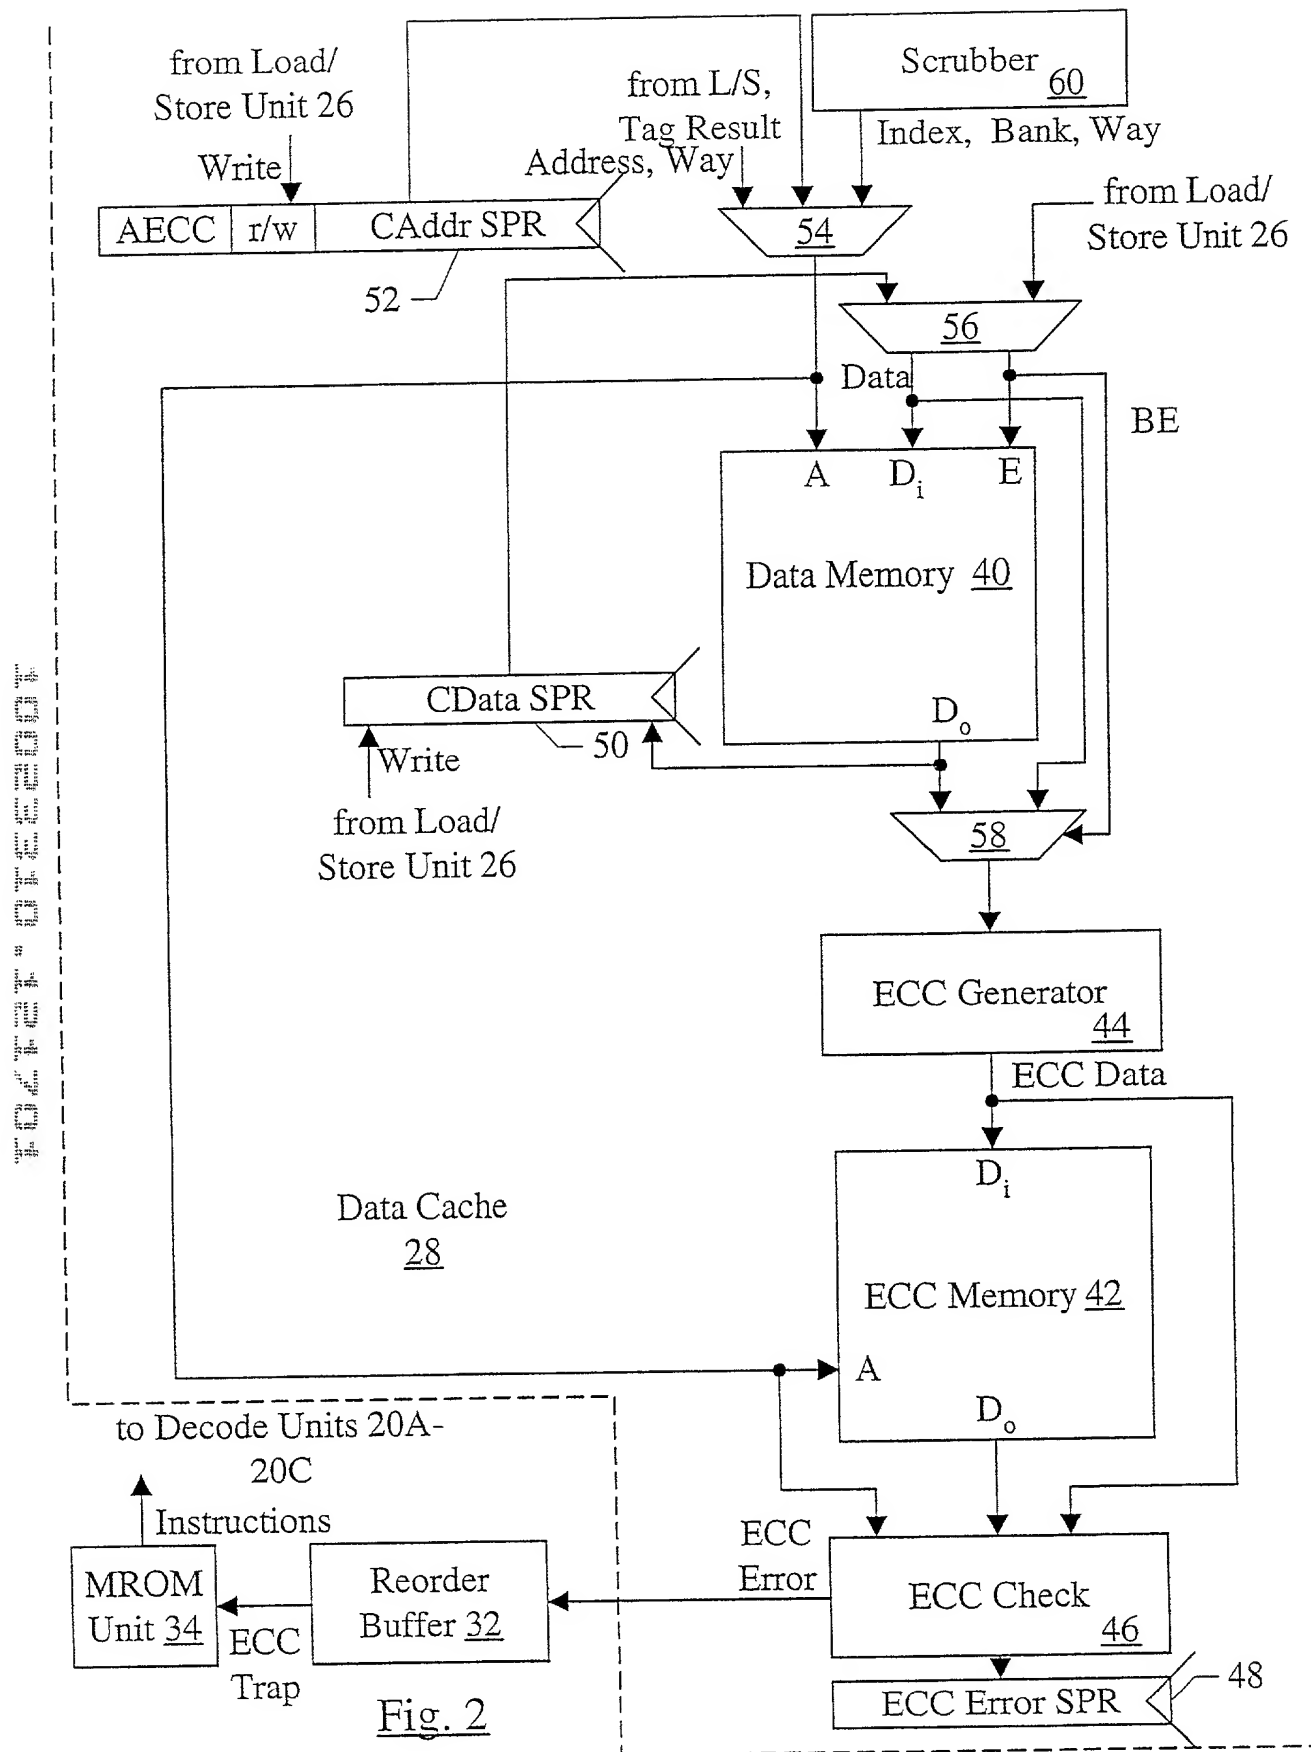 from Load/
Store Unit 26
Write
AECC
r/w
CAddr SPR
52
from L/S,
Tag Result
Address, Way
Scrubber
60
Index, Bank, Way
from Load/
Store Unit 26
54
56
Data
BE
A
Di
E
Data Memory 40
Do
CData SPR
50
Write
from Load/
Store Unit 26
58
ECC Generator
44
ECC Data
Di
ECC Memory 42
A
Do
Data Cache
28
to Decode Units 20A-
20C
Instructions
MROM
Unit 34
ECC
Trap
Reorder
Buffer 32
ECC
Error
ECC Check
46
ECC Error SPR
48
Fig. 2